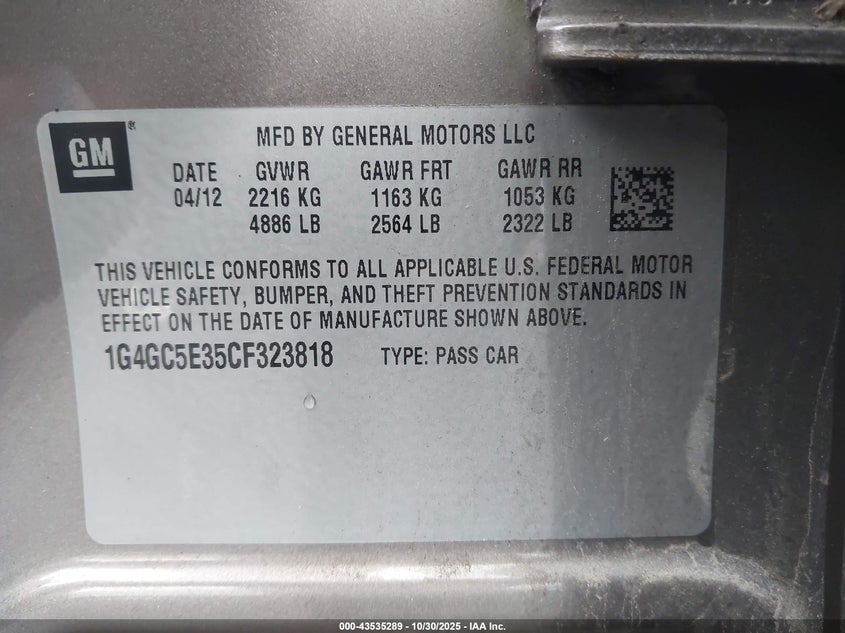 GM®
MFD BY GENERAL MOTORS LLC
DATE GVWR GAWR FRT GAWR RR
04/12 2216 KG 1163 KG 1053 KG
4886 LB 2564 LB 2322 LB
THIS VEHICLE CONFORMS TO ALL APPLICABLE U.S. FEDERAL MOTOR
VEHICLE SAFETY, BUMPER, AND THEFT PREVENTION STANDARDS IN
EFFECT ON THE DATE OF MANUFACTURE SHOWN ABOVE.
1G4GC5E35CF323818 TYPE: PASS CAR
000-43535289 - 10/30/2025 - IAA Inc.